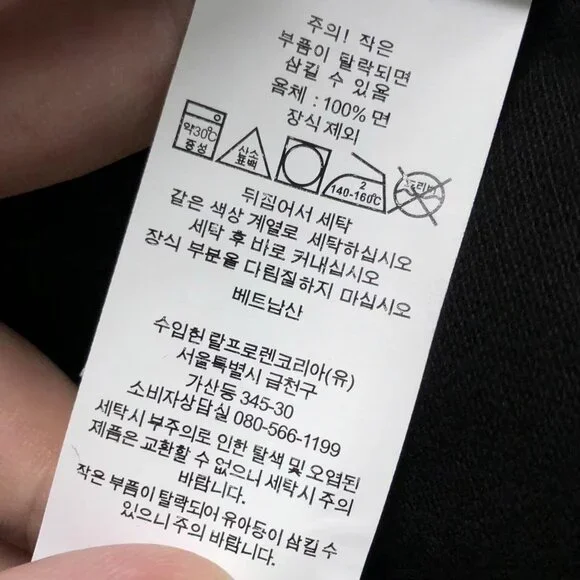 주의! 작은
부품이 탈락되면
삼킬 수 있음
몸체 : 100% 면
장식 제외
약30℃
중성
산소
표백
2
140-160℃
드라이
뒤집어서 세탁
같은 색상 계열로 세탁하십시오
세탁 후 바로 꺼내십시오
장식 부분을 다림질하지 마십시오
베트남산
수입원 랄프로렌코리아(유)
서울특별시 금천구
가산동 345-30
소비자상담실 080-566-1199
세탁시 부주의로 인한 탈색 및 오염된
제품은 교환할 수 없으니 세탁시 주의
바랍니다.
작은 부품이 탈락되어 유아동이 삼킬 수
있으니 주의 바랍니다.